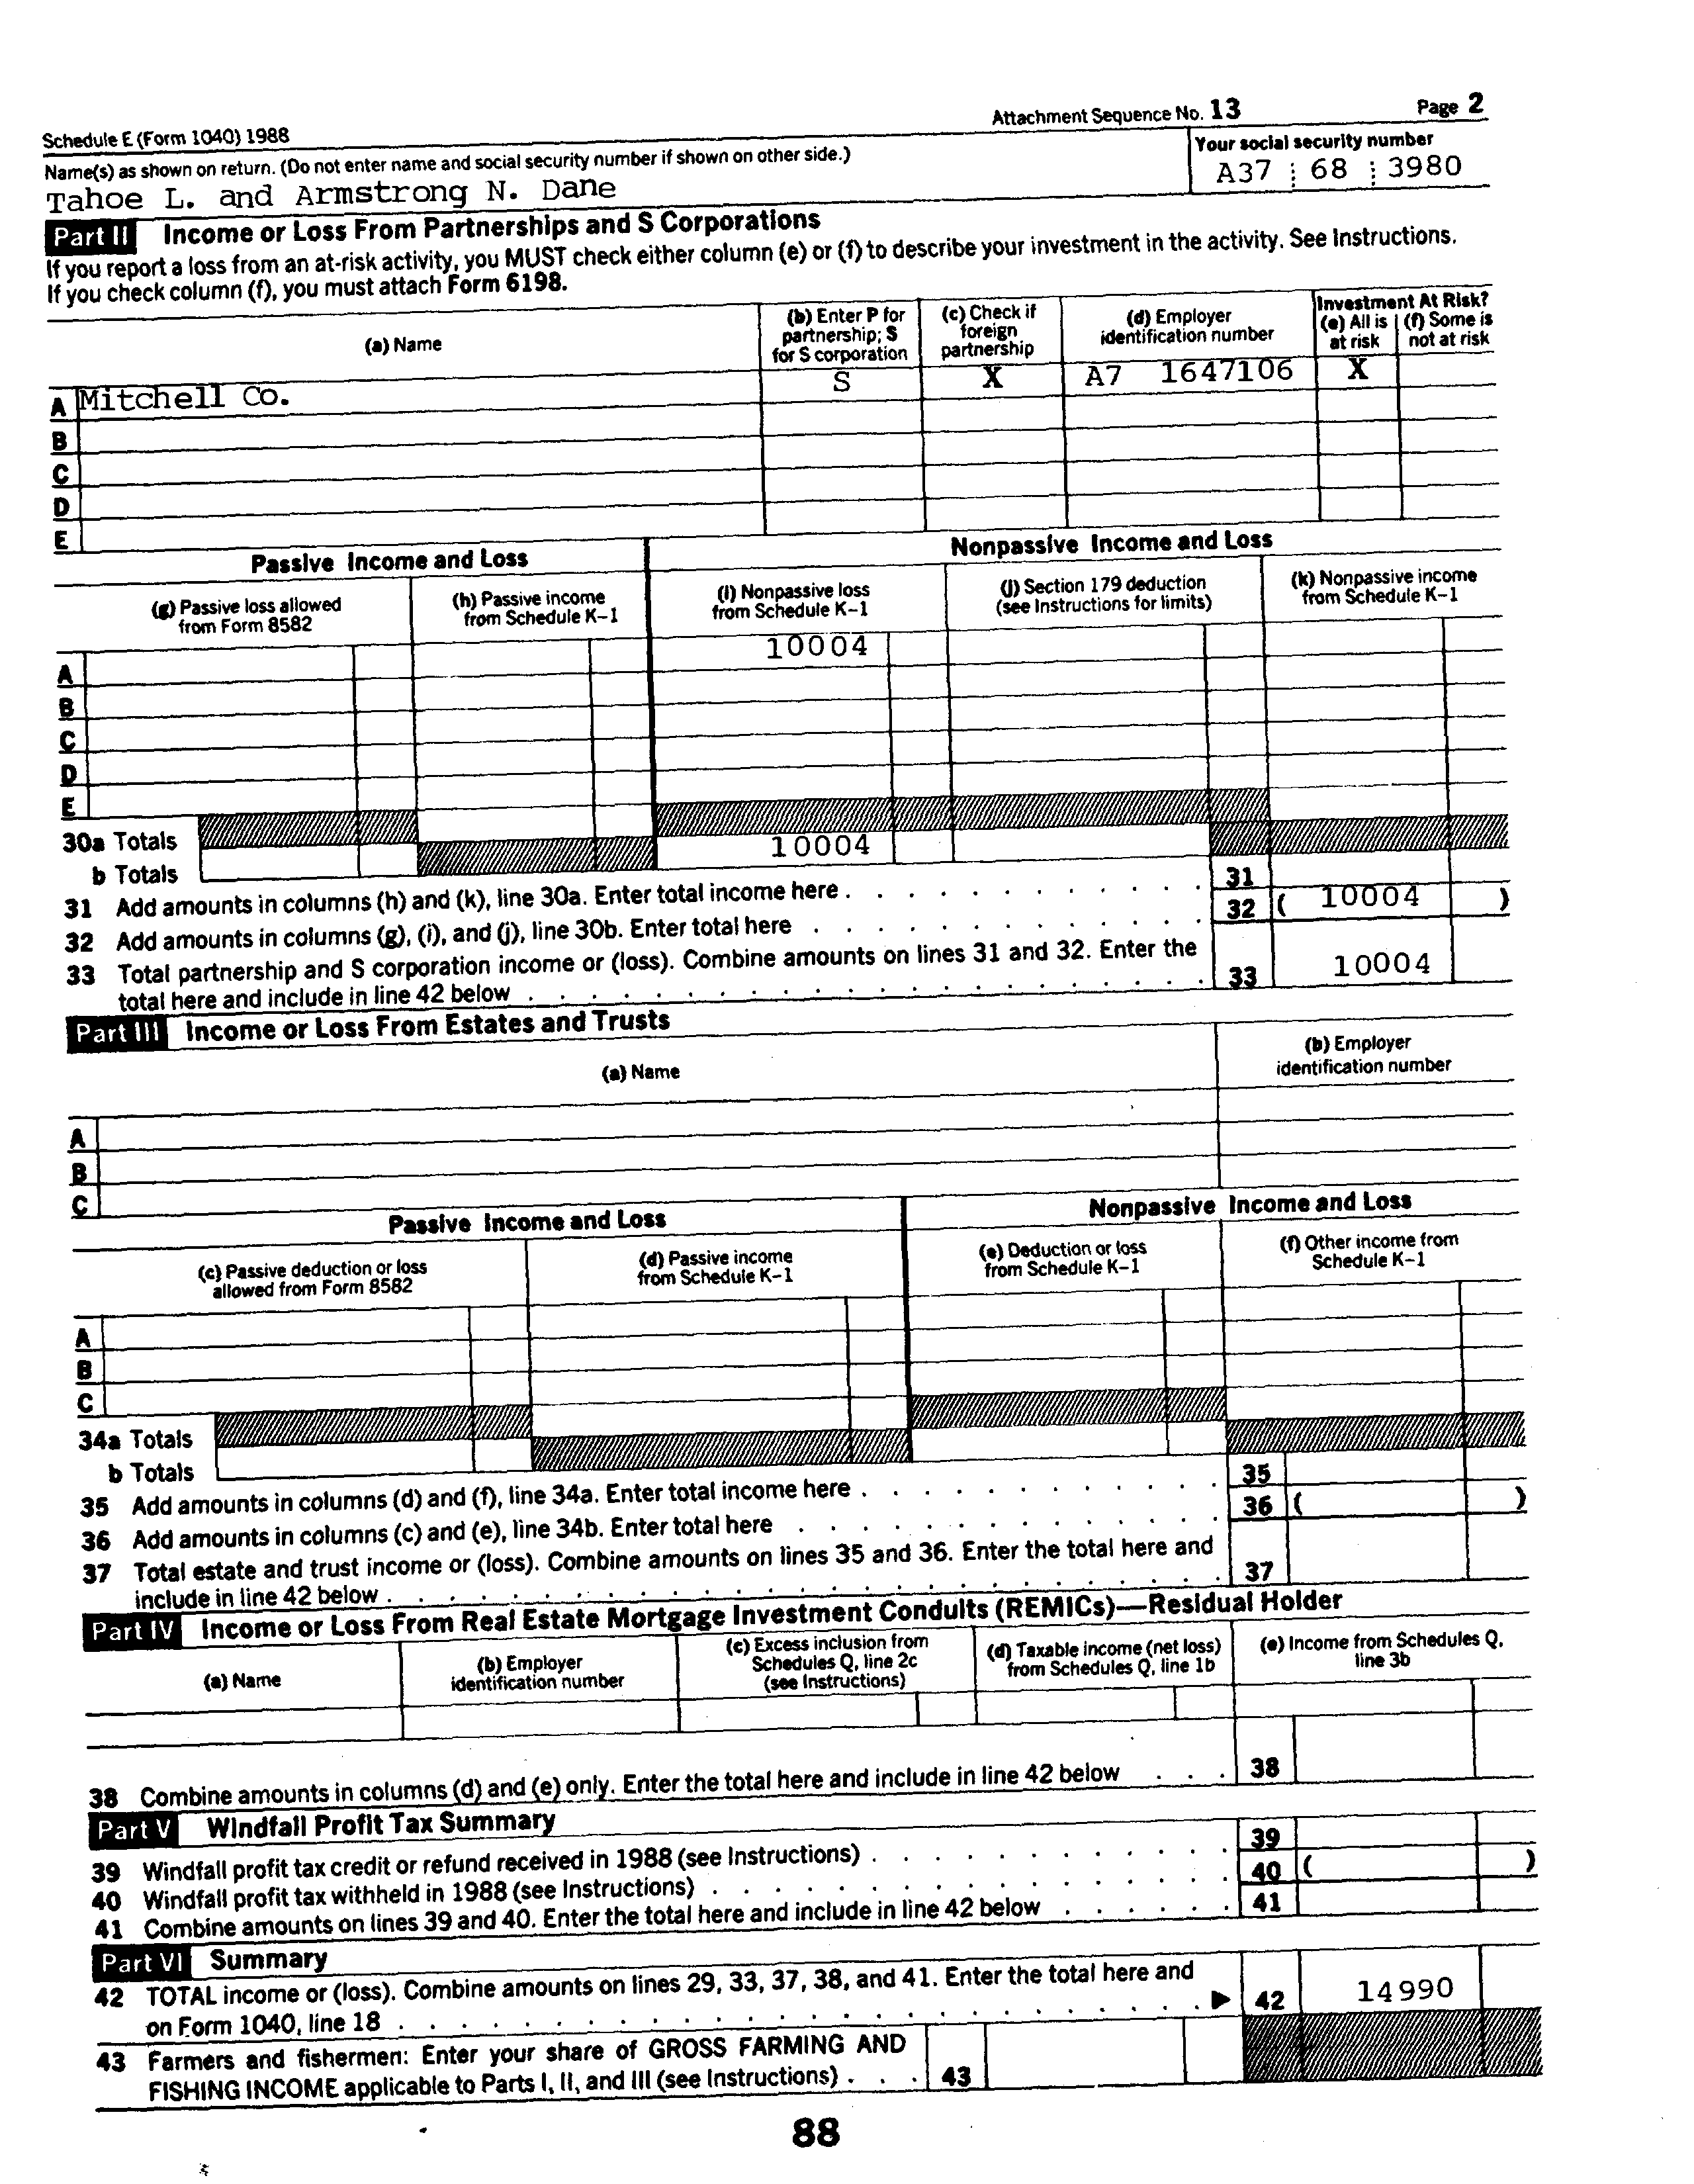 Schedule E (Form 1040) 1988 Attachment Sequence No. 13 Page 2
Name(s) as shown on return. (Do not enter name and social security number if shown on other side.) Your social security number
Tahoe L. and Armstrong N. Dane A37 68 3980
Part II Income or Loss From Partnerships and S Corporations
If you report a loss from an at-risk activity, you MUST check either column (e) or (f) to describe your investment in the activity. See Instructions.
If you check column (f), you must attach Form 6198.
(a) Name
(b) Enter P for partnership; S for S corporation
(c) Check if foreign partnership
(d) Employer identification number
Investment At Risk?
(e) All is at risk
(f) Some is not at risk
A Mitchell Co. S X A7 1647106 X
B
C
D
E
Passive Income and Loss Nonpassive Income and Loss
(g) Passive loss allowed from Form 8582
(h) Passive income from Schedule K-1
(i) Nonpassive loss from Schedule K-1
(j) Section 179 deduction (see Instructions for limits)
(k) Nonpassive income from Schedule K-1
A 10004
B
C
D
E
30a Totals
b Totals 10004
31 Add amounts in columns (h) and (k), line 30a. Enter total income here . 31
32 Add amounts in columns (g), (i), and (j), line 30b. Enter total here 32 ( 10004 )
33 Total partnership and S corporation income or (loss). Combine amounts on lines 31 and 32. Enter the
total here and include in line 42 below 33 10004
Part III Income or Loss From Estates and Trusts
(a) Name
(b) Employer identification number
A
B
C
Passive Income and Loss Nonpassive Income and Loss
(c) Passive deduction or loss allowed from Form 8582
(d) Passive income from Schedule K-1
(e) Deduction or loss from Schedule K-1
(f) Other income from Schedule K-1
A
B
C
34a Totals
b Totals
35 Add amounts in columns (d) and (f), line 34a. Enter total income here . 35
36 Add amounts in columns (c) and (e), line 34b. Enter total here 36 ( )
37 Total estate and trust income or (loss). Combine amounts on lines 35 and 36. Enter the total here and
include in line 42 below . 37
Part IV Income or Loss From Real Estate Mortgage Investment Conduits (REMICs)—Residual Holder
(a) Name
(b) Employer identification number
(c) Excess inclusion from Schedules Q, line 2c (see Instructions)
(d) Taxable income (net loss) from Schedules Q, line 1b
(e) Income from Schedules Q, line 3b
38 Combine amounts in columns (d) and (e) only. Enter the total here and include in line 42 below 38
Part V Windfall Profit Tax Summary
39 Windfall profit tax credit or refund received in 1988 (see Instructions) . 39
40 Windfall profit tax withheld in 1988 (see Instructions) . 40 ( )
41 Combine amounts on lines 39 and 40. Enter the total here and include in line 42 below 41
Part VI Summary
42 TOTAL income or (loss). Combine amounts on lines 29, 33, 37, 38, and 41. Enter the total here and
on Form 1040, line 18 . ▶ 42 14990
43 Farmers and fishermen: Enter your share of GROSS FARMING AND
FISHING INCOME applicable to Parts I, II, and III (see Instructions) . 43
88